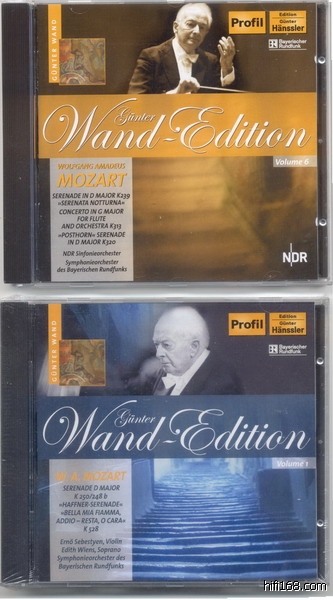 GÜNTER WAND
Profil
Edition
Günter
Hänssler
Bayerischer
Rundfunk
Günter
Wand-Edition
Volume 6
WOLFGANG AMADEUS
MOZART
SERENADE IN D MAJOR K239
»SERENATA NOTTURNA«
CONCERTO IN G MAJOR
FOR FLUTE
AND ORCHESTRA K313
»POSTHORN« SERENADE
IN D MAJOR K320
NDR Sinfonieorchester
Symphonieorchester
des Bayerischen Rundfunks
NDR
GÜNTER WAND
Profil
Edition
Günter
Hänssler
Bayerischer
Rundfunk
Günter
Wand-Edition
Volume 1
W. A. MOZART
SERENADE D MAJOR
K 250/248 b
»HAFFNER-SERENADE«
»BELLA MIA FIAMMA,
ADDIO – RESTA, O CARA«
K 528
Ernö Sebestyen, Violin
Edith Wiens, Soprano
Symphonieorchester des
Bayerischen Rundfunks
hifi168.com